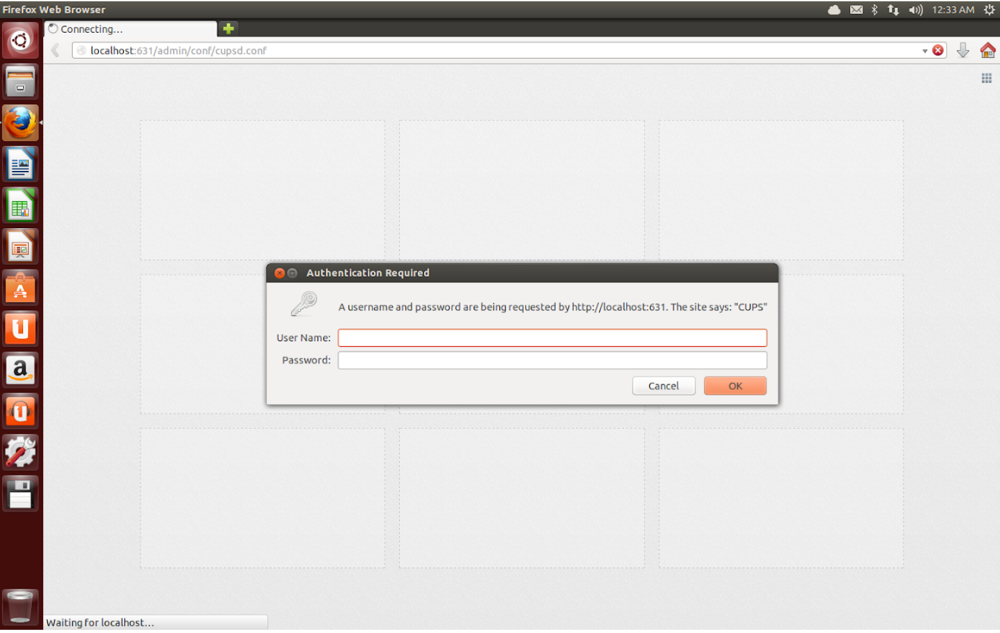 Firefox Web Browser
12:33 AM
Connecting...
localhost:631/admin/conf/cupsd.conf
Authentication Required
A username and password are being requested by http://localhost:631. The site says: "CUPS"
User Name:
Password:
Cancel
OK
Waiting for localhost...